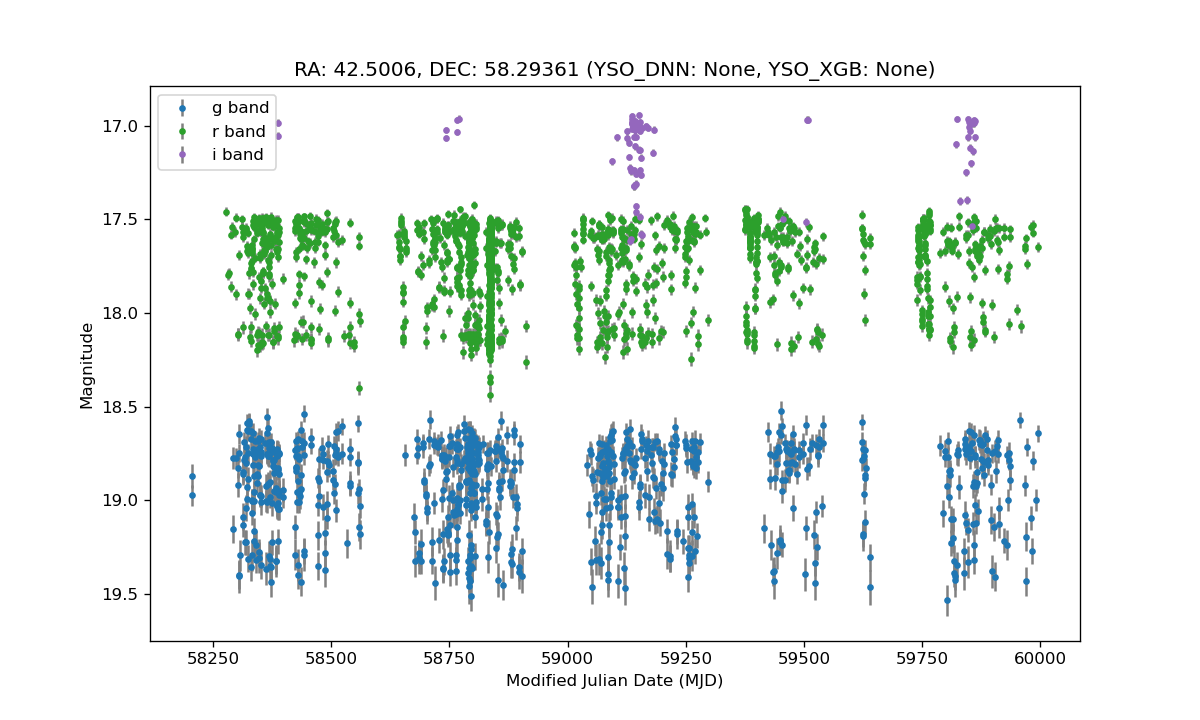 RA: 42.5006, DEC: 58.29361 (YSO_DNN: None, YSO_XGB: None)
g band
r band
i band
17.0
17.5
18.0
18.5
19.0
19.5
Magnitude
58250 58500 58750 59000 59250 59500 59750 60000
Modified Julian Date (MJD)